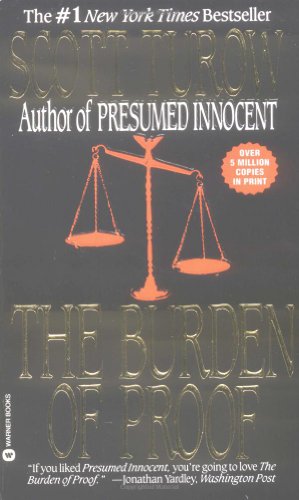 The #1 New York Times Bestseller
SCOTT TUROW
Author of PRESUMED INNOCENT
OVER
5 MILLION
COPIES
IN PRINT
THE BURDEN
OF PROOF
WARNER BOOKS
"If you liked Presumed Innocent, you're going to love The
Burden of Proof." —Jonathan Yardley, Washington Post